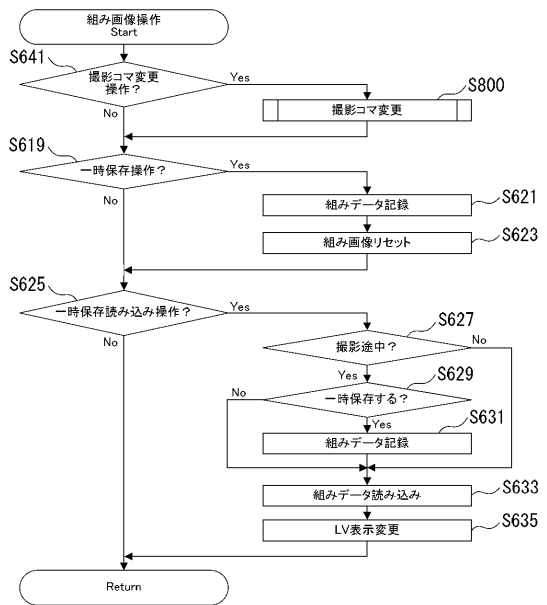 組み画像操作
Start
S641
撮影コマ変更
操作？
Yes
No
S800
撮影コマ変更
S619
一時保存操作？
Yes
No
S621
組みデータ記録
S623
組み画像リセット
S625
一時保存読み込み操作？
Yes
No
S627
撮影途中？
No
Yes
S629
一時保存する？
No
Yes
S631
組みデータ記録
S633
組みデータ読み込み
S635
LV表示変更
Return